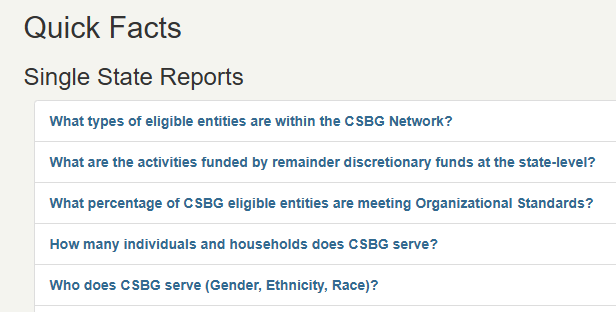 Quick Facts
Single State Reports
What types of eligible entities are within the CSBG Network?
What are the activities funded by remainder discretionary funds at the state-level?
What percentage of CSBG eligible entities are meeting Organizational Standards?
How many individuals and households does CSBG serve?
Who does CSBG serve (Gender, Ethnicity, Race)?